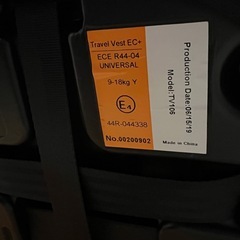 Travel Vest EC+
ECE R44-04
UNIVERSAL
9-18kg Y
E4
44R-044338
No.00200902
Production Date:06/15/19
Model:TV106
Made in China